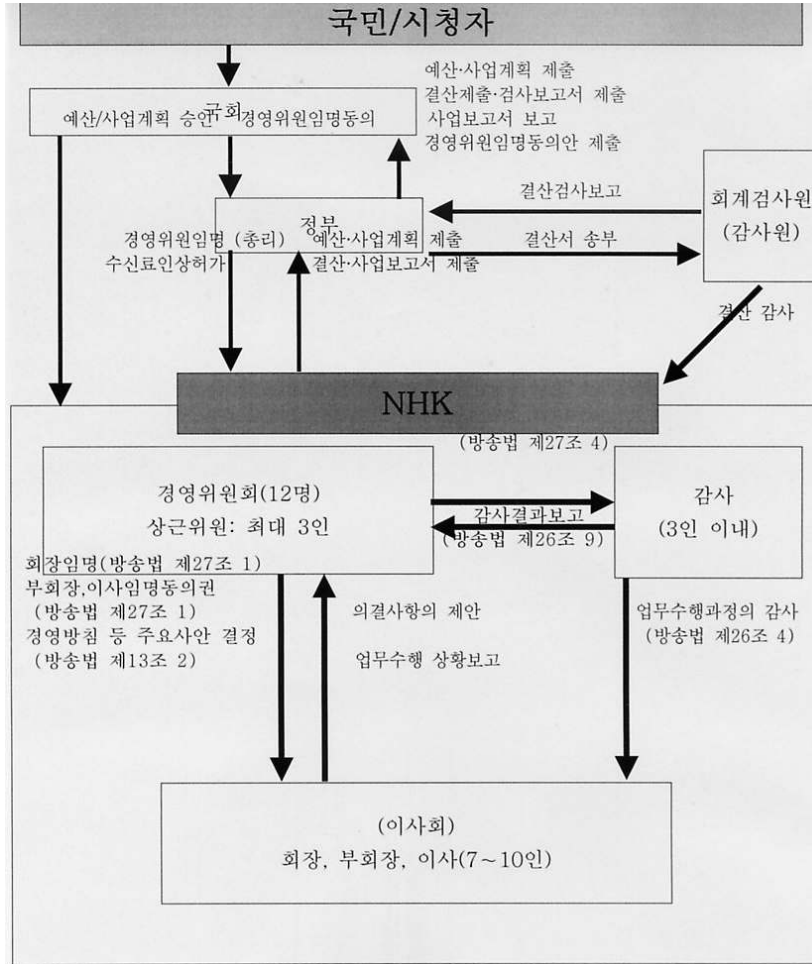 국민/시청자
예산·사업계획 제출
결산제출·검사보고서 제출
사업보고서 보고
경영위원임명동의안 제출
국회
예산/사업계획 승인 경영위원임명동의
정부
경영위원임명 (총리)
수신료인상허가
예산·사업계획 제출
결산·사업보고서 제출
결산검사보고
결산서 송부
회계검사원
(감사원)
결산 감사
NHK
(방송법 제27조 4)
경영위원회(12명)
상근위원: 최대 3인
감사결과보고
(방송법 제26조 9)
감사
(3인 이내)
회장임명(방송법 제27조 1)
부회장,이사임명동의권
(방송법 제27조 1)
경영방침 등 주요사안 결정
(방송법 제13조 2)
의결사항의 제안
업무수행 상황보고
업무수행과정의 감사
(방송법 제26조 4)
(이사회)
회장, 부회장, 이사(7~10인)